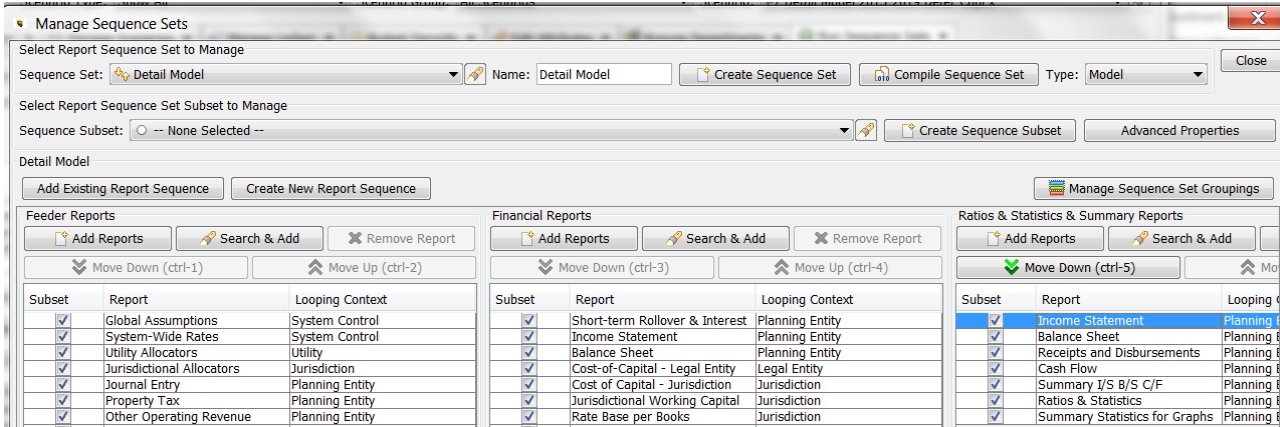 Manage Sequence Sets
Select Report Sequence Set to Manage
Sequence Set: Detail Model Name: Detail Model Create Sequence Set Compile Sequence Set Type: Model Close
Select Report Sequence Set Subset to Manage
Sequence Subset: -- None Selected -- Create Sequence Subset Advanced Properties
Detail Model
Add Existing Report Sequence Create New Report Sequence Manage Sequence Set Groupings
Feeder Reports Financial Reports Ratios & Statistics & Summary Reports
Add Reports Search & Add Remove Report Add Reports Search & Add Remove Report Add Reports Search & Add
Move Down (ctrl-1) Move Up (ctrl-2) Move Down (ctrl-3) Move Up (ctrl-4) Move Down (ctrl-5) Mo
Subset Report Looping Context Subset Report Looping Context Subset Report Looping
Global Assumptions System Control Short-term Rollover & Interest Planning Entity Income Statement Planning
System-Wide Rates System Control Income Statement Planning Entity Balance Sheet Planning
Utility Allocators Utility Balance Sheet Planning Entity Receipts and Disbursements Planning
Jurisdictional Allocators Jurisdiction Cost-of-Capital - Legal Entity Legal Entity Cash Flow Planning
Journal Entry Planning Entity Cost of Capital - Jurisdiction Jurisdiction Summary I/S B/S C/F Planning
Property Tax Planning Entity Jurisdictional Working Capital Jurisdiction Ratios & Statistics Planning
Other Operating Revenue Planning Entity Rate Base per Books Jurisdiction Summary Statistics for Graphs Planning